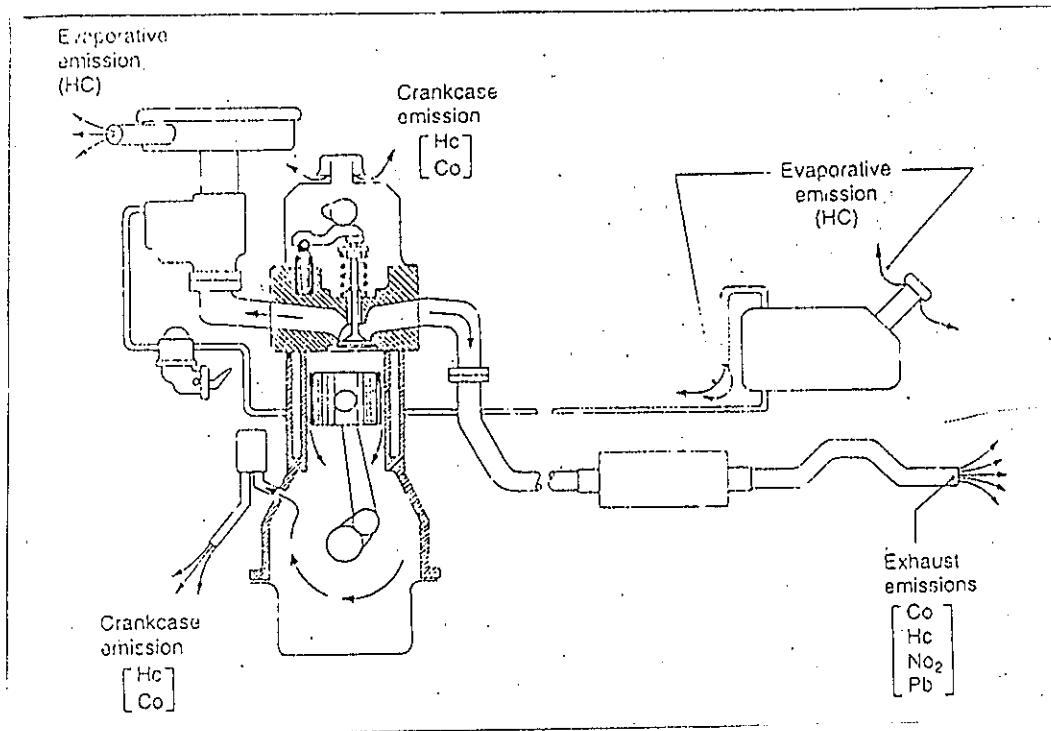 Evaporative
emission
(HC)
Crankcase
emission
[Hc
Co]
Evaporative
emission
(HC)
Exhaust
emissions
[Co
Hc
No₂
Pb]
Crankcase
emission
[Hc
Co]